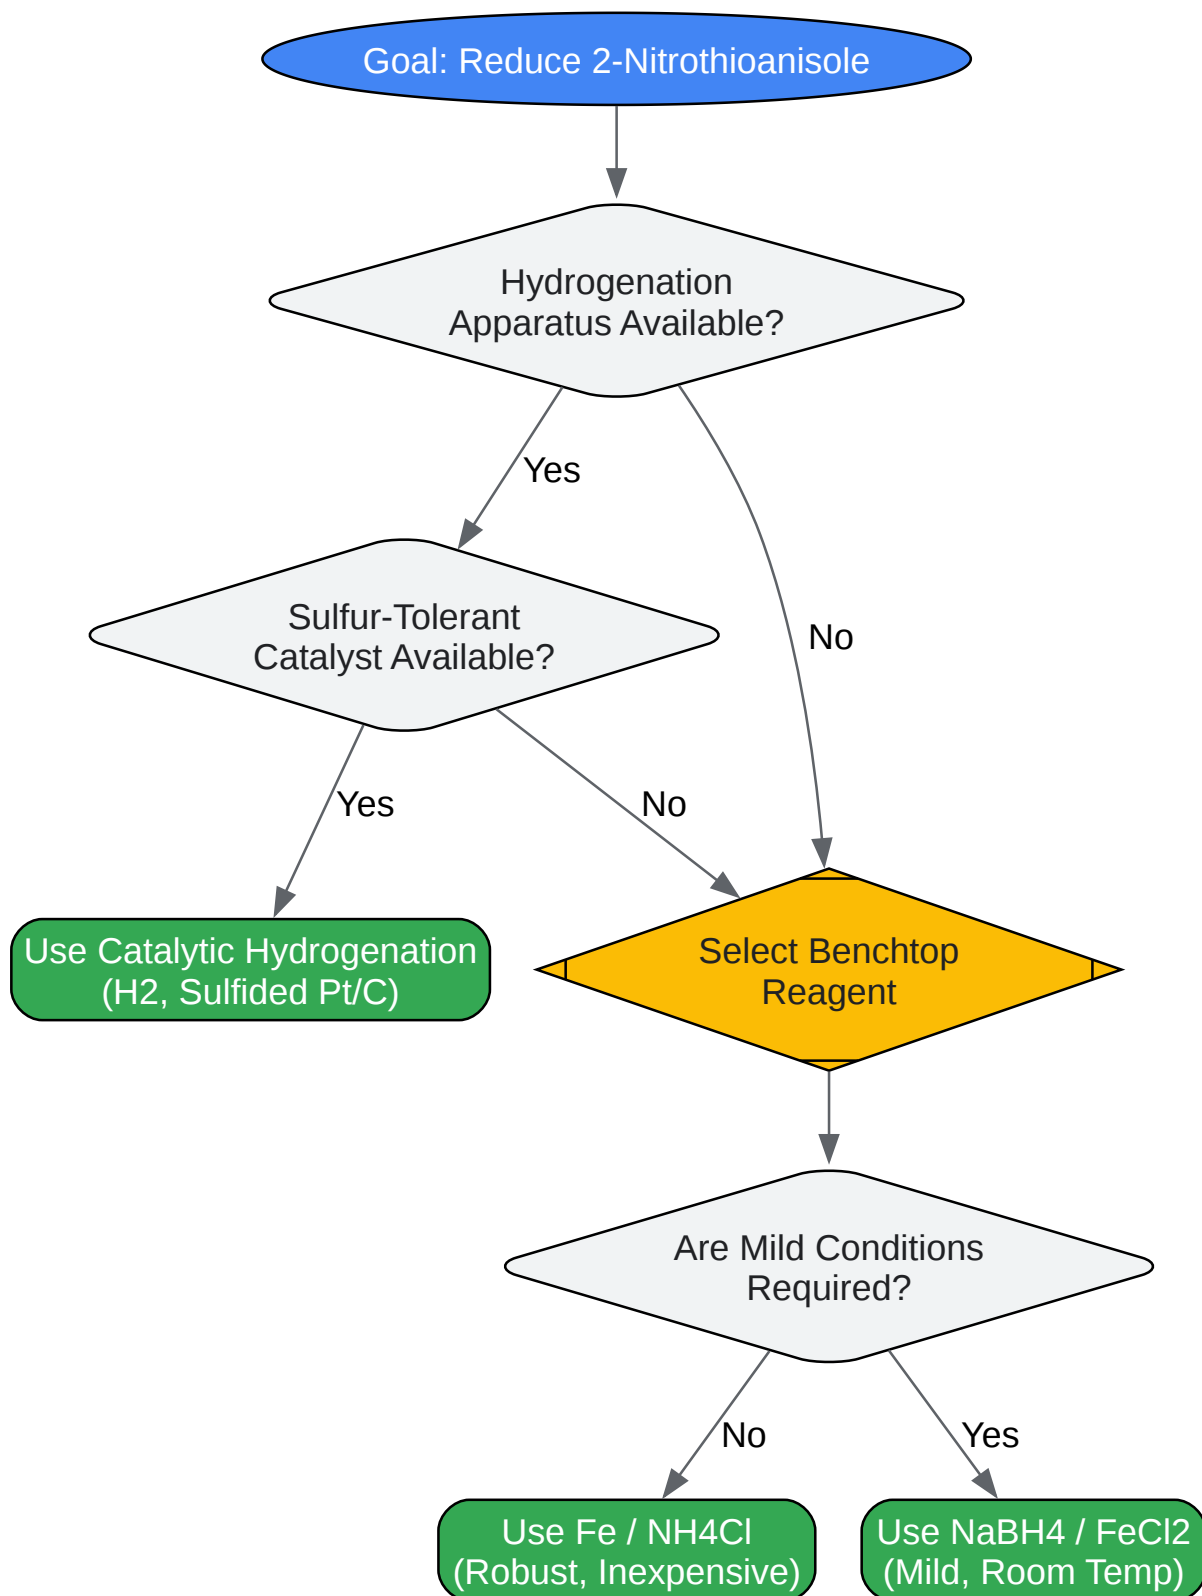 Goal: Reduce 2-Nitrothioanisole
Hydrogenation
Apparatus Available?
Yes
No
Sulfur-Tolerant
Catalyst Available?
Yes
No
Use Catalytic Hydrogenation
(H2, Sulfided Pt/C)
Select Benchtop
Reagent
Are Mild Conditions
Required?
No
Yes
Use Fe / NH4Cl
(Robust, Inexpensive)
Use NaBH4 / FeCl2
(Mild, Room Temp)